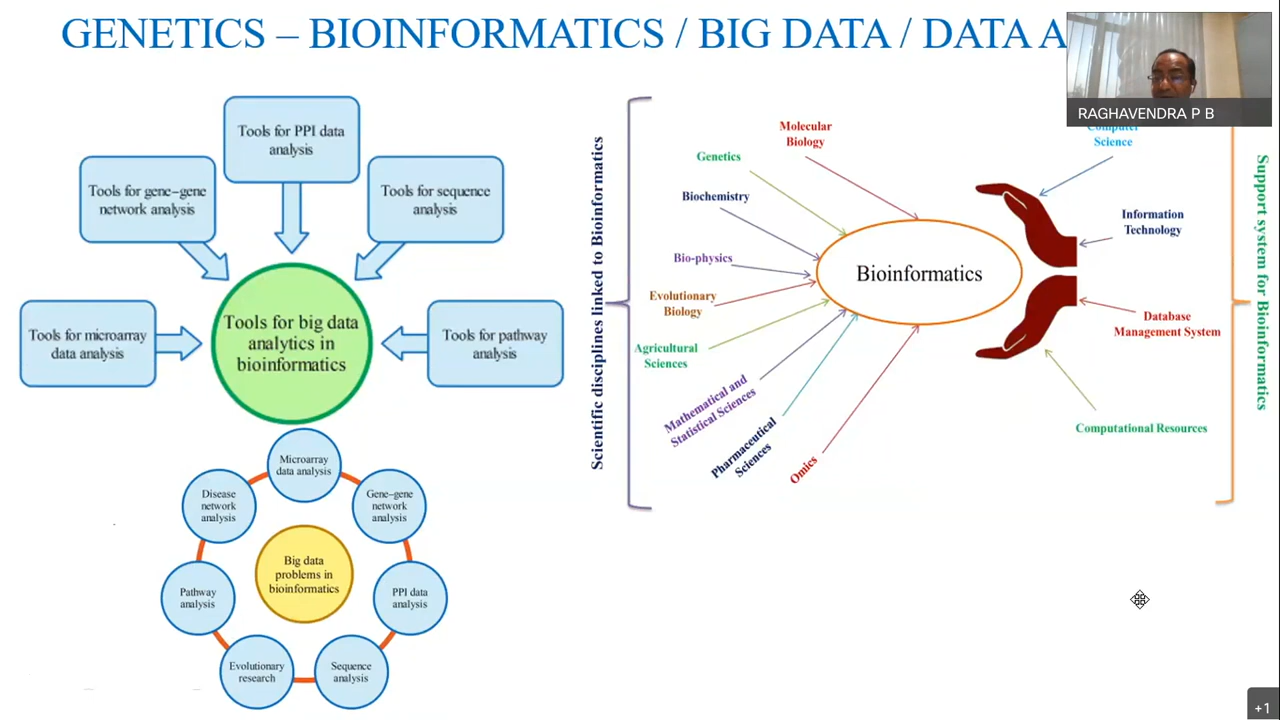 GENETICS – BIOINFORMATICS / BIG DATA / DATA A
RAGHAVENDRA P B
Tools for PPI data
analysis
Tools for gene–gene
network analysis
Tools for sequence
analysis
Tools for microarray
data analysis
Tools for big data
analytics in
bioinformatics
Tools for pathway
analysis
Microarray
data analysis
Disease
network
analysis
Gene–gene
network
analysis
Big data
problems in
bioinformatics
Pathway
analysis
PPI data
analysis
Evolutionary
research
Sequence
analysis
Scientific disciplines linked to Bioinformatics
Molecular
Biology
Genetics
Biochemistry
Bio-physics
Evolutionary
Biology
Agricultural
Sciences
Mathematical and
Statistical Sciences
Pharmaceutical
Sciences
Omics
Bioinformatics
Computer
Science
Information
Technology
Database
Management System
Computational Resources
Support system for Bioinformatics
+1